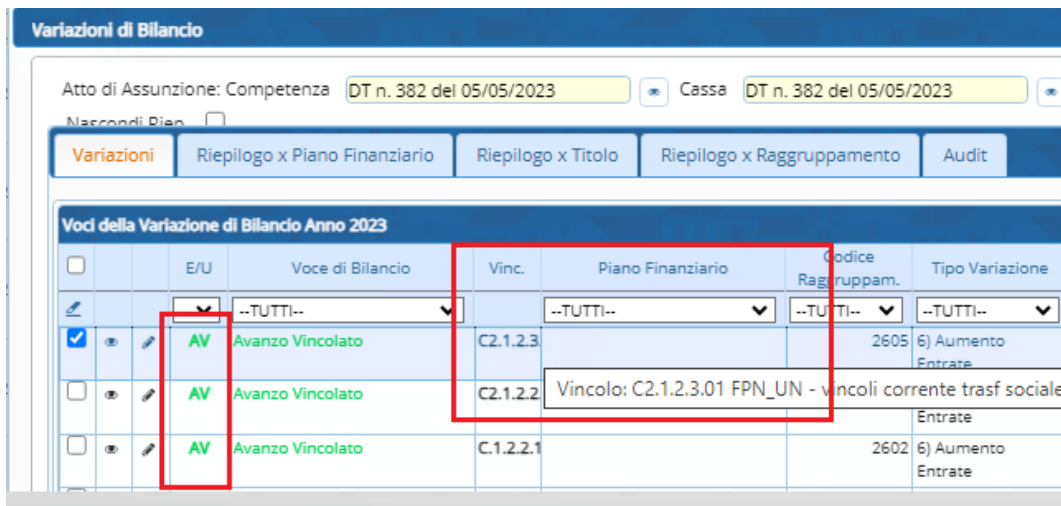 Variazioni di Bilancio
Atto di Assunzione: Competenza DT n. 382 del 05/05/2023 Cassa DT n. 382 del 05/05/2023
Nascondi Riep.
Variazioni Riepilogo x Piano Finanziario Riepilogo x Titolo Riepilogo x Raggruppamento Audit
Voci della Variazione di Bilancio Anno 2023
E/U Voce di Bilancio Vinc. Piano Finanziario Codice Raggruppam. Tipo Variazione
--TUTTI-- --TUTTI-- --TUTTI-- --TUTTI--
AV Avanzo Vincolato C2.1.2.3. 2605 6) Aumento
Entrate
Vincolo: C2.1.2.3.01 FPN_UN - vincoli corrente trasf sociale
AV Avanzo Vincolato C2.1.2.2
Entrate
AV Avanzo Vincolato C.1.2.2.1 2602 6) Aumento
Entrate